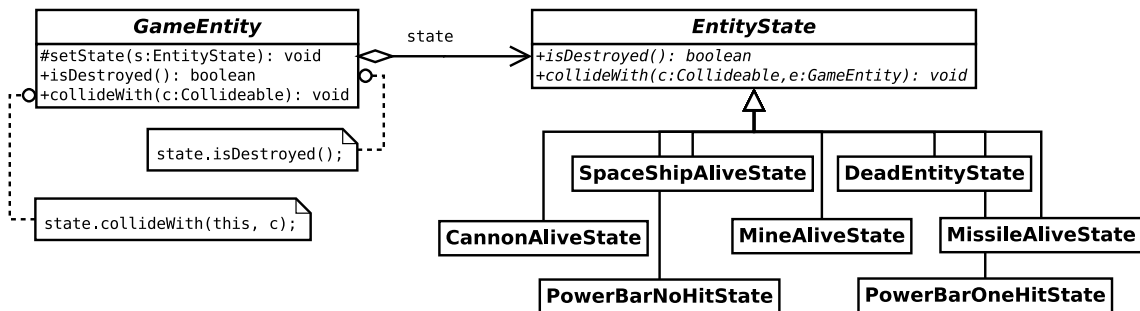 GameEntity
#setState(s:EntityState): void
+isDestroyed(): boolean
+collideWith(c:Collideable): void
state
EntityState
+isDestroyed(): boolean
+collideWith(c:Collideable,e:GameEntity): void
state.isDestroyed();
state.collideWith(this, c);
SpaceShipAliveState
DeadEntityState
CannonAliveState
MineAliveState
MissileAliveState
PowerBarNoHitState
PowerBarOneHitState